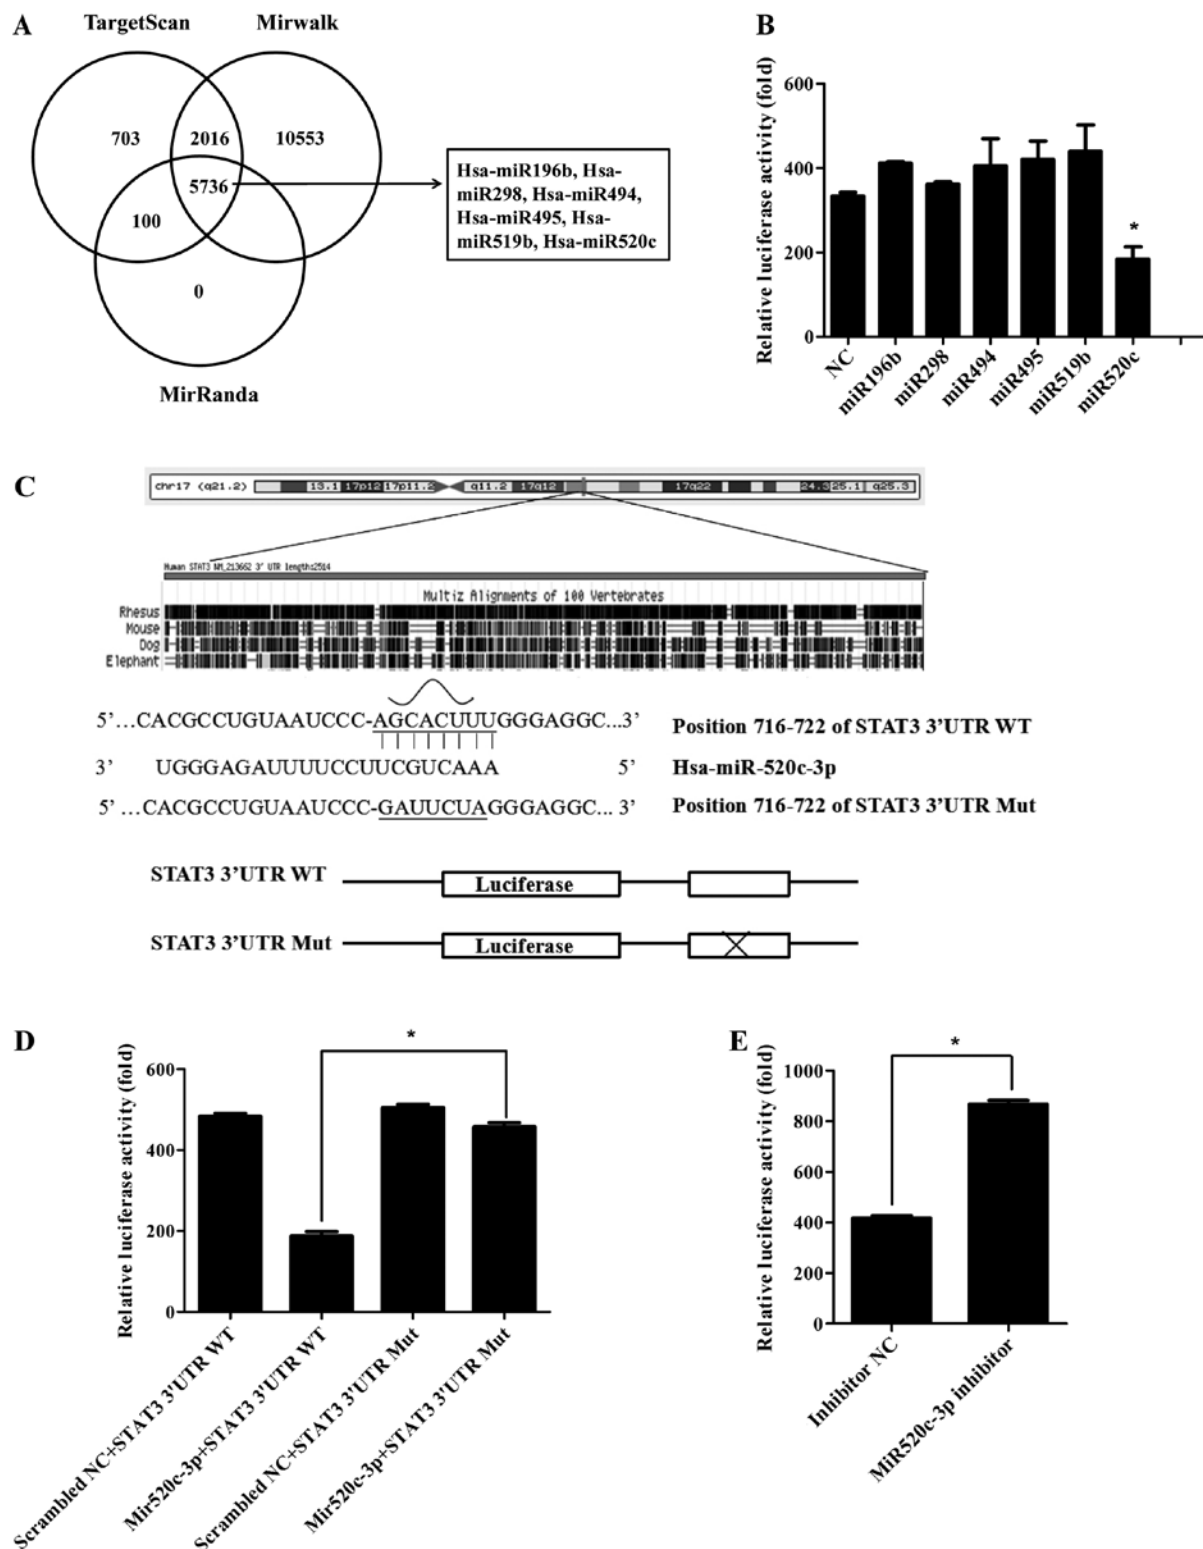 A
TargetScan
Mirwalk
703
2016
10553
5736
100
0
MirRanda
Hsa-miR196b, Hsa-
miR298, Hsa-miR494,
Hsa-miR495, Hsa-
miR519b, Hsa-miR520c
B
Relative luciferase activity (fold)
600
400
200
0
*
NC
miR196b
miR298
miR494
miR495
miR519b
miR520c
C
chr17 (q21.2)
13.1
17p12
17p11.2
q11.2
17q12
17q22
24.3
25.1
q25.3
Human STAT3 NM_213662 3' UTR length:2514
Multiz Alignments of 100 Vertebrates
Rhesus
Mouse
Dog
Elephant
5'...CACGCCUGUAAUCCC-AGCACUUUGGGAGGC...3' Position 716-722 of STAT3 3'UTR WT
3' UGGGAGAUUUUCCUUCGUCAAA 5' Hsa-miR-520c-3p
5' ...CACGCCUGUAAUCCC-GAUUCUAGGGAGGC... 3' Position 716-722 of STAT3 3'UTR Mut
STAT3 3'UTR WT
Luciferase
STAT3 3'UTR Mut
Luciferase
D
Relative luciferase activity (fold)
600
400
200
0
*
Scrambled NC+STAT3 3'UTR WT
Mir520c-3p+STAT3 3'UTR WT
Scrambled NC+STAT3 3'UTR Mut
Mir520c-3p+STAT3 3'UTR Mut
E
Relative luciferase activity (fold)
1000
800
600
400
200
0
*
Inhibitor NC
MiR520c-3p inhibitor